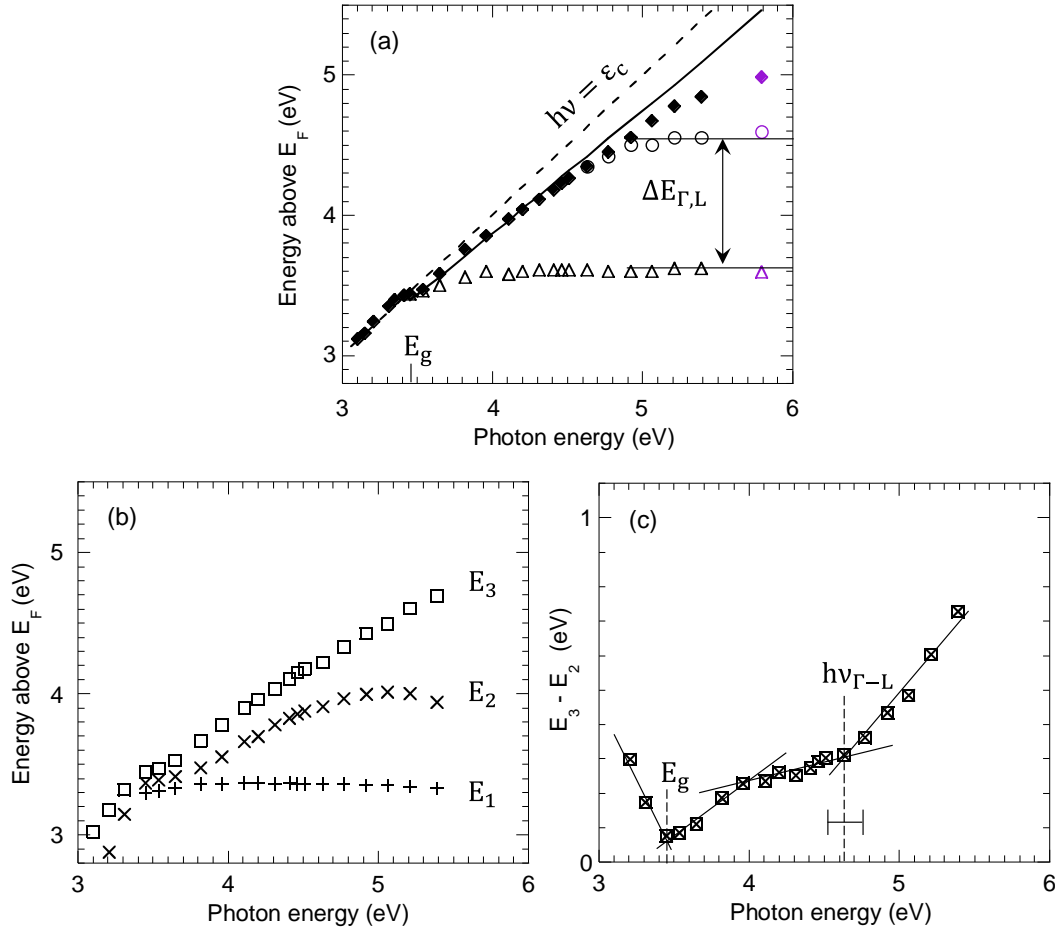 (a)
hν = ε_c
5
4
3
Energy above E_F (eV)
ΔE_Γ,L
E_g
3
4
5
6
Photon energy (eV)
(b)
5
4
3
Energy above E_F (eV)
E_3
E_2
E_1
3
4
5
6
Photon energy (eV)
(c)
1
0
E_3 - E_2 (eV)
hν_Γ−L
E_g
3
4
5
6
Photon energy (eV)